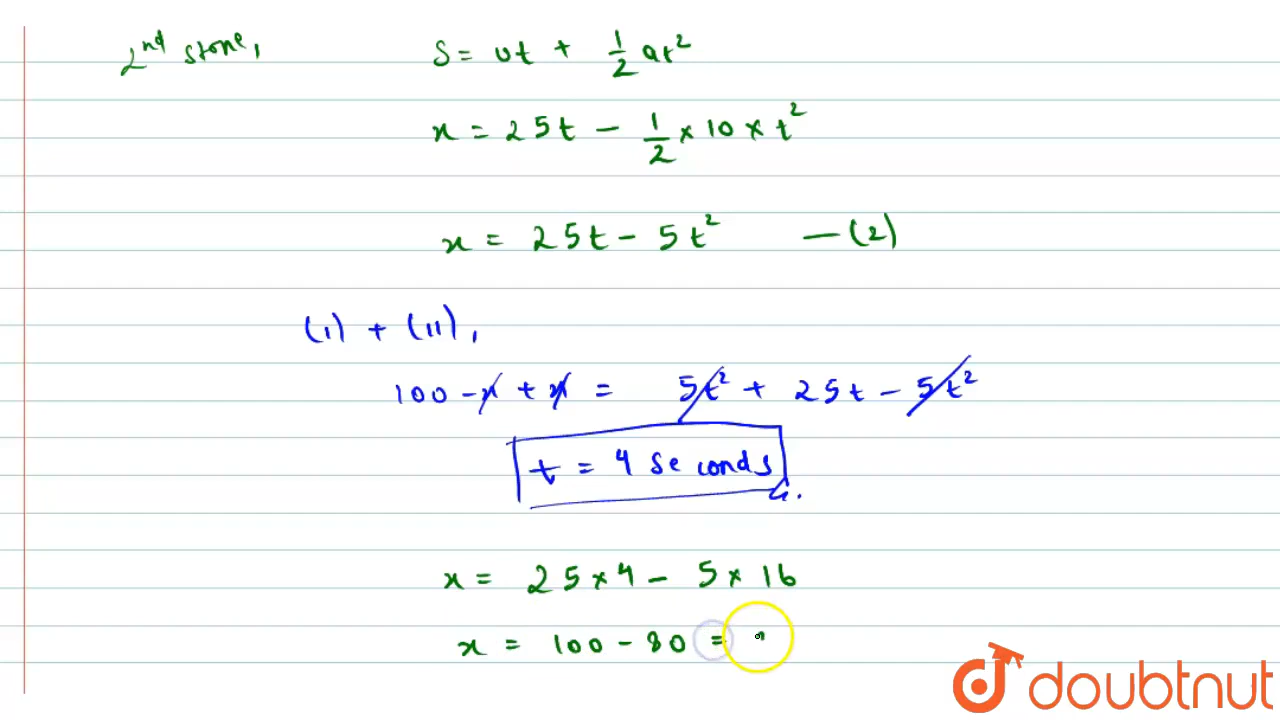 2nd stone,
S = ut + 1/2 at²
x = 25t - 1/2 × 10 × t²
x = 25t - 5t² —(2)
(1) + (11),
100 - x + x = 5t² + 25t - 5t²
t = 4 seconds
x = 25 × 4 - 5 × 16
x = 100 - 80 =
doubtnut